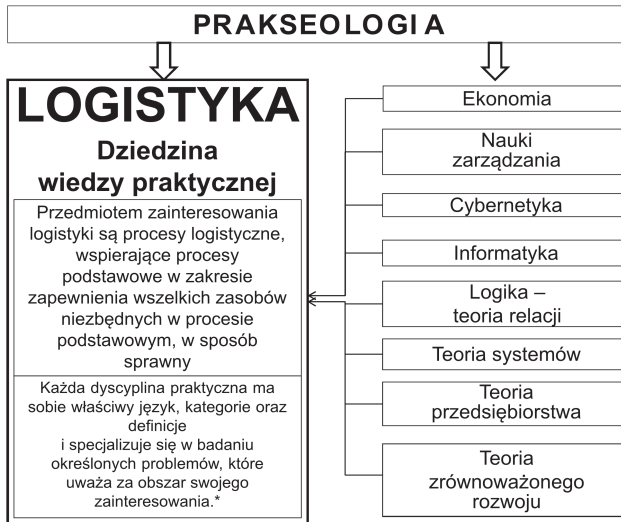 PRAKSEOLOGIA
LOGISTYKA
Dziedzina
wiedzy praktycznej
Przedmiotem zainteresowania
logistyki są procesy logistyczne,
wspierające procesy
podstawowe w zakresie
zapewnienia wszelkich zasobów
niezbędnych w procesie
podstawowym, w sposób
sprawny
Każda dyscyplina praktyczna ma
sobie właściwy język, kategorie oraz
definicje
i specjalizuje się w badaniu
określonych problemów, które
uważa za obszar swojego
zainteresowania.*
Ekonomia
Nauki
zarządzania
Cybernetyka
Informatyka
Logika –
teoria relacji
Teoria systemów
Teoria
przedsiębiorstwa
Teoria
zrównoważonego
rozwoju